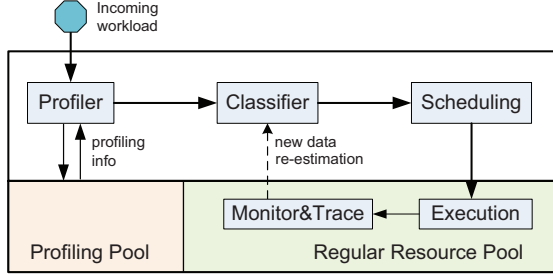 Incoming
workload
Profiler
Classifier
Scheduling
profiling
info
new data
re-estimation
Monitor&Trace
Execution
Profiling Pool
Regular Resource Pool